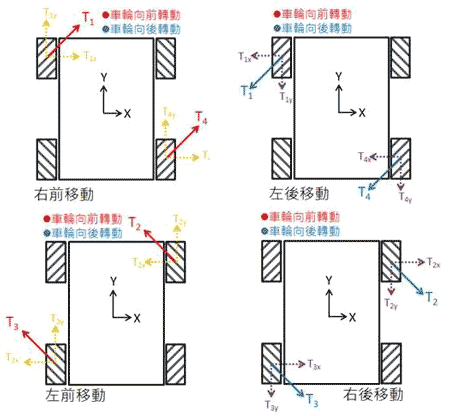 ●車輪向前轉動
●車輪向後轉動
T1y
T1
T1x
Y
X
T4y
T4
右前移動
●車輪向前轉動
●車輪向後轉動
T1x
T1
T1y
Y
X
T4x
T4
T4y
左後移動
●車輪向前轉動
●車輪向後轉動
T2
T2y
T2x
Y
X
T3
T2y
T2x
左前移動
●車輪向前轉動
●車輪向後轉動
T2x
T2y
T2
Y
X
T3x
T3
T3y
右後移動